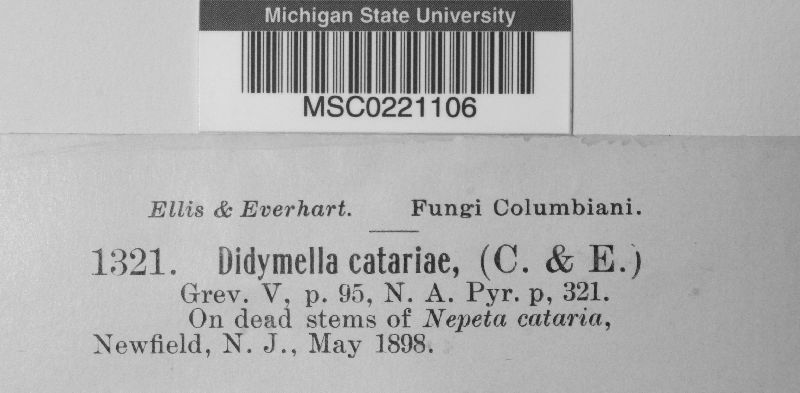 Michigan State University
MSC0221106
Ellis & Everhart. Fungi Columbiani.
1321. Didymella catariae, (C. & E.)
Grev. V, p. 95, N. A. Pyr. p, 321.
On dead stems of Nepeta cataria,
Newfield, N. J., May 1898.